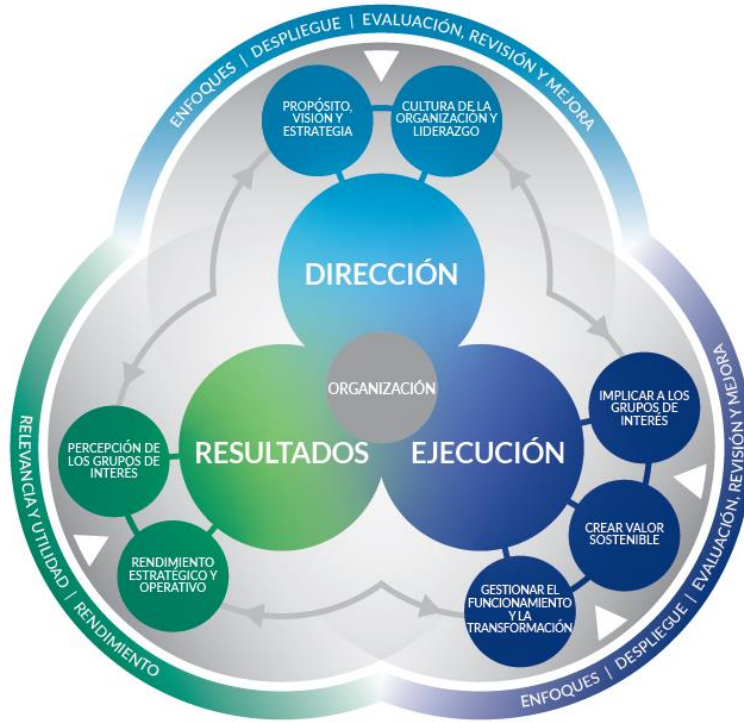 ENFOQUES | DESPLIEGUE | EVALUACIÓN, REVISIÓN Y MEJORA
PROPÓSITO,
VISIÓN Y
ESTRATEGIA
CULTURA DE LA
ORGANIZACIÓN Y
LIDERAZGO
DIRECCIÓN
ORGANIZACIÓN
RESULTADOS
EJECUCIÓN
IMPLICAR A LOS
GRUPOS DE
INTERÉS
CREAR VALOR
SOSTENIBLE
GESTIONAR EL
FUNCIONAMIENTO
Y LA
TRANSFORMACIÓN
PERCEPCIÓN DE
LOS GRUPOS DE
INTERÉS
RENDIMIENTO
ESTRATÉGICO Y
OPERATIVO
RELEVANCIA Y UTILIDAD | RENDIMIENTO
ENFOQUES | DESPLIEGUE | EVALUACIÓN, REVISIÓN Y MEJORA